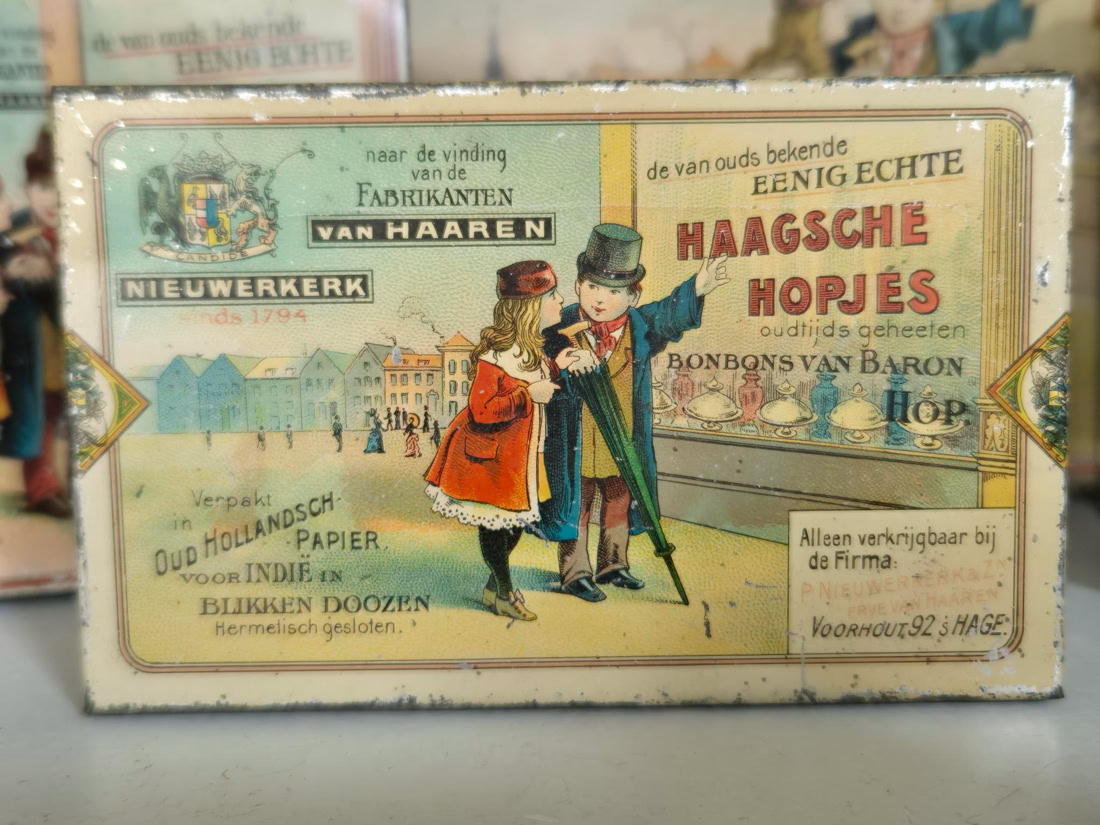 de van ouds bekende
EENIG ECHTE
CANDIDE
naar de vinding
van de
FABRIKANTEN
VAN HAAREN
NIEUWERKERK
sinds 1794
de van ouds bekende
EENIG ECHTE
HAAGSCHE
HOPJES
oudtijds geheeten
BONBONS VAN BARON
HOP.
Verpakt
in
OUD HOLLANDSCH
PAPIER.
VOOR INDIË IN
BLIKKEN DOOZEN
Hermetisch gesloten.
Alleen verkrijgbaar bij
de Firma:
P. NIEUWERKERK & Zn
ERVE VAN HAAREN
VOORHOUT, 92 's HAGE.